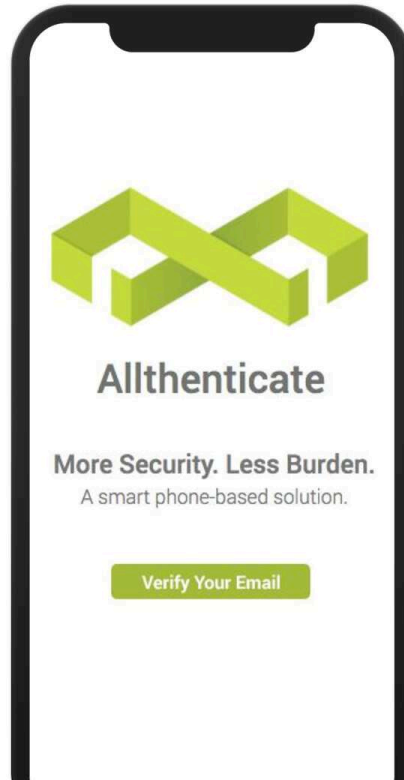 Allthenticate
More Security. Less Burden.
A smart phone-based solution.
Verify Your Email